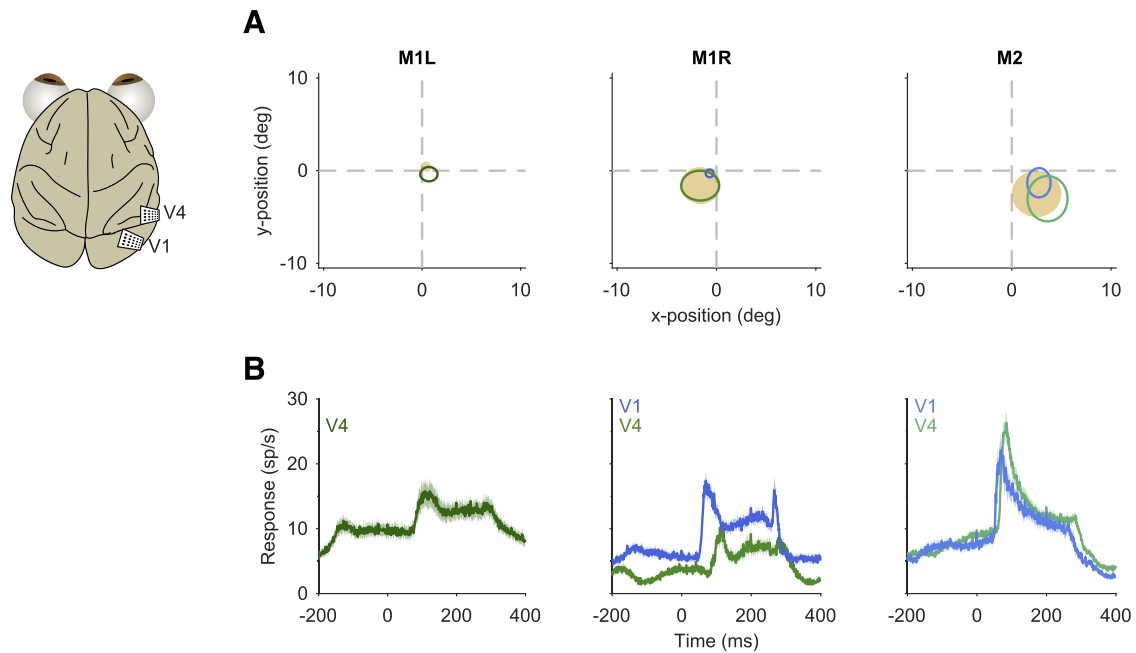 A
M1L
M1R
M2
V4
V1
y-position (deg)
10
0
-10
-10 0 10
-10 0 10
-10 0 10
x-position (deg)
B
Response (sp/s)
30
20
10
0
V4
V1
V4
V1
V4
-200 0 200 400
-200 0 200 400
-200 0 200 400
Time (ms)